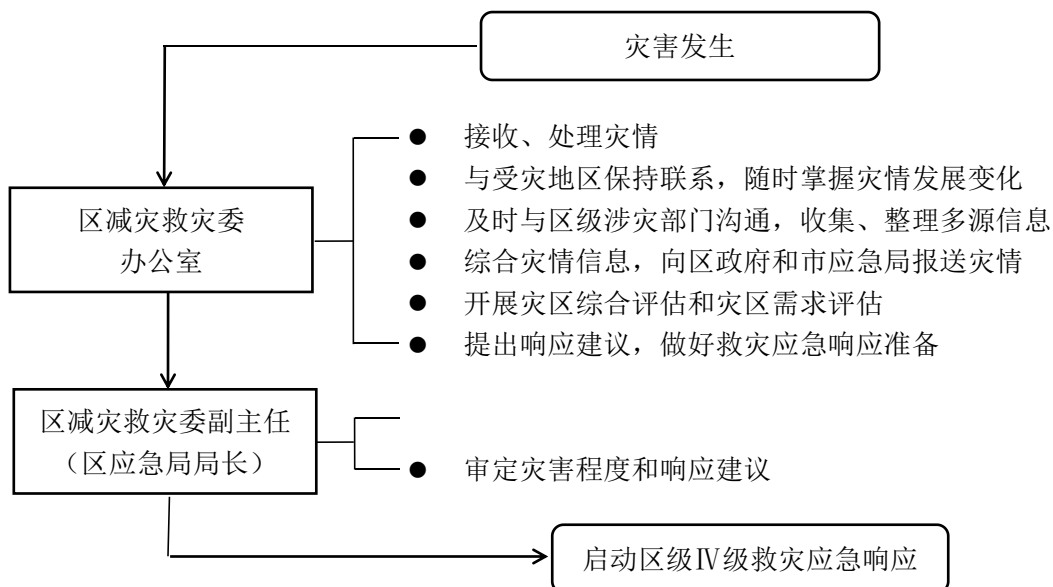 灾害发生
● 接收、处理灾情
● 与受灾地区保持联系，随时掌握灾情发展变化
● 及时与区级涉灾部门沟通，收集、整理多源信息
● 综合灾情信息，向区政府和市应急局报送灾情
● 开展灾区综合评估和灾区需求评估
● 提出响应建议，做好救灾应急响应准备
区减灾救灾委
办公室
区减灾救灾委副主任
（区应急局局长）
● 审定灾害程度和响应建议
启动区级Ⅳ级救灾应急响应